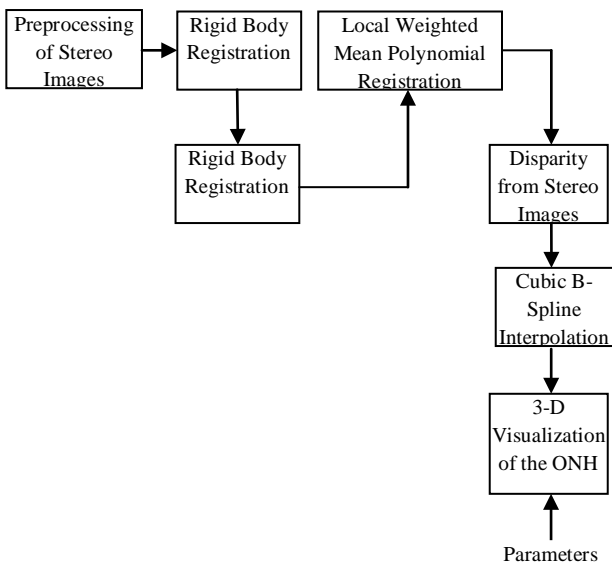 Preprocessing
of Stereo
Images
Rigid Body
Registration
Local Weighted
Mean Polynomial
Registration
Rigid Body
Registration
Disparity
from Stereo
Images
Cubic B-
Spline
Interpolation
3-D
Visualization
of the ONH
Parameters